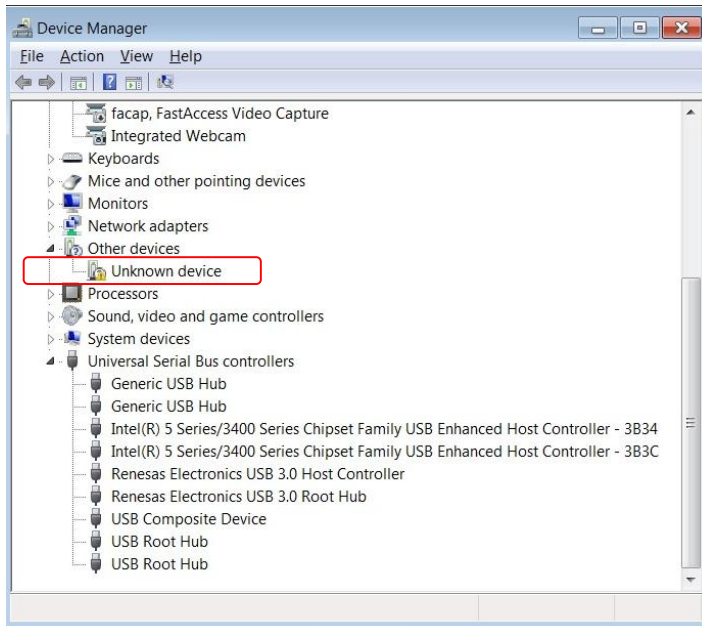 Device Manager
File Action View Help
facap, FastAccess Video Capture
Integrated Webcam
Keyboards
Mice and other pointing devices
Monitors
Network adapters
Other devices
Unknown device
Processors
Sound, video and game controllers
System devices
Universal Serial Bus controllers
Generic USB Hub
Generic USB Hub
Intel(R) 5 Series/3400 Series Chipset Family USB Enhanced Host Controller - 3B34
Intel(R) 5 Series/3400 Series Chipset Family USB Enhanced Host Controller - 3B3C
Renesas Electronics USB 3.0 Host Controller
Renesas Electronics USB 3.0 Root Hub
USB Composite Device
USB Root Hub
USB Root Hub